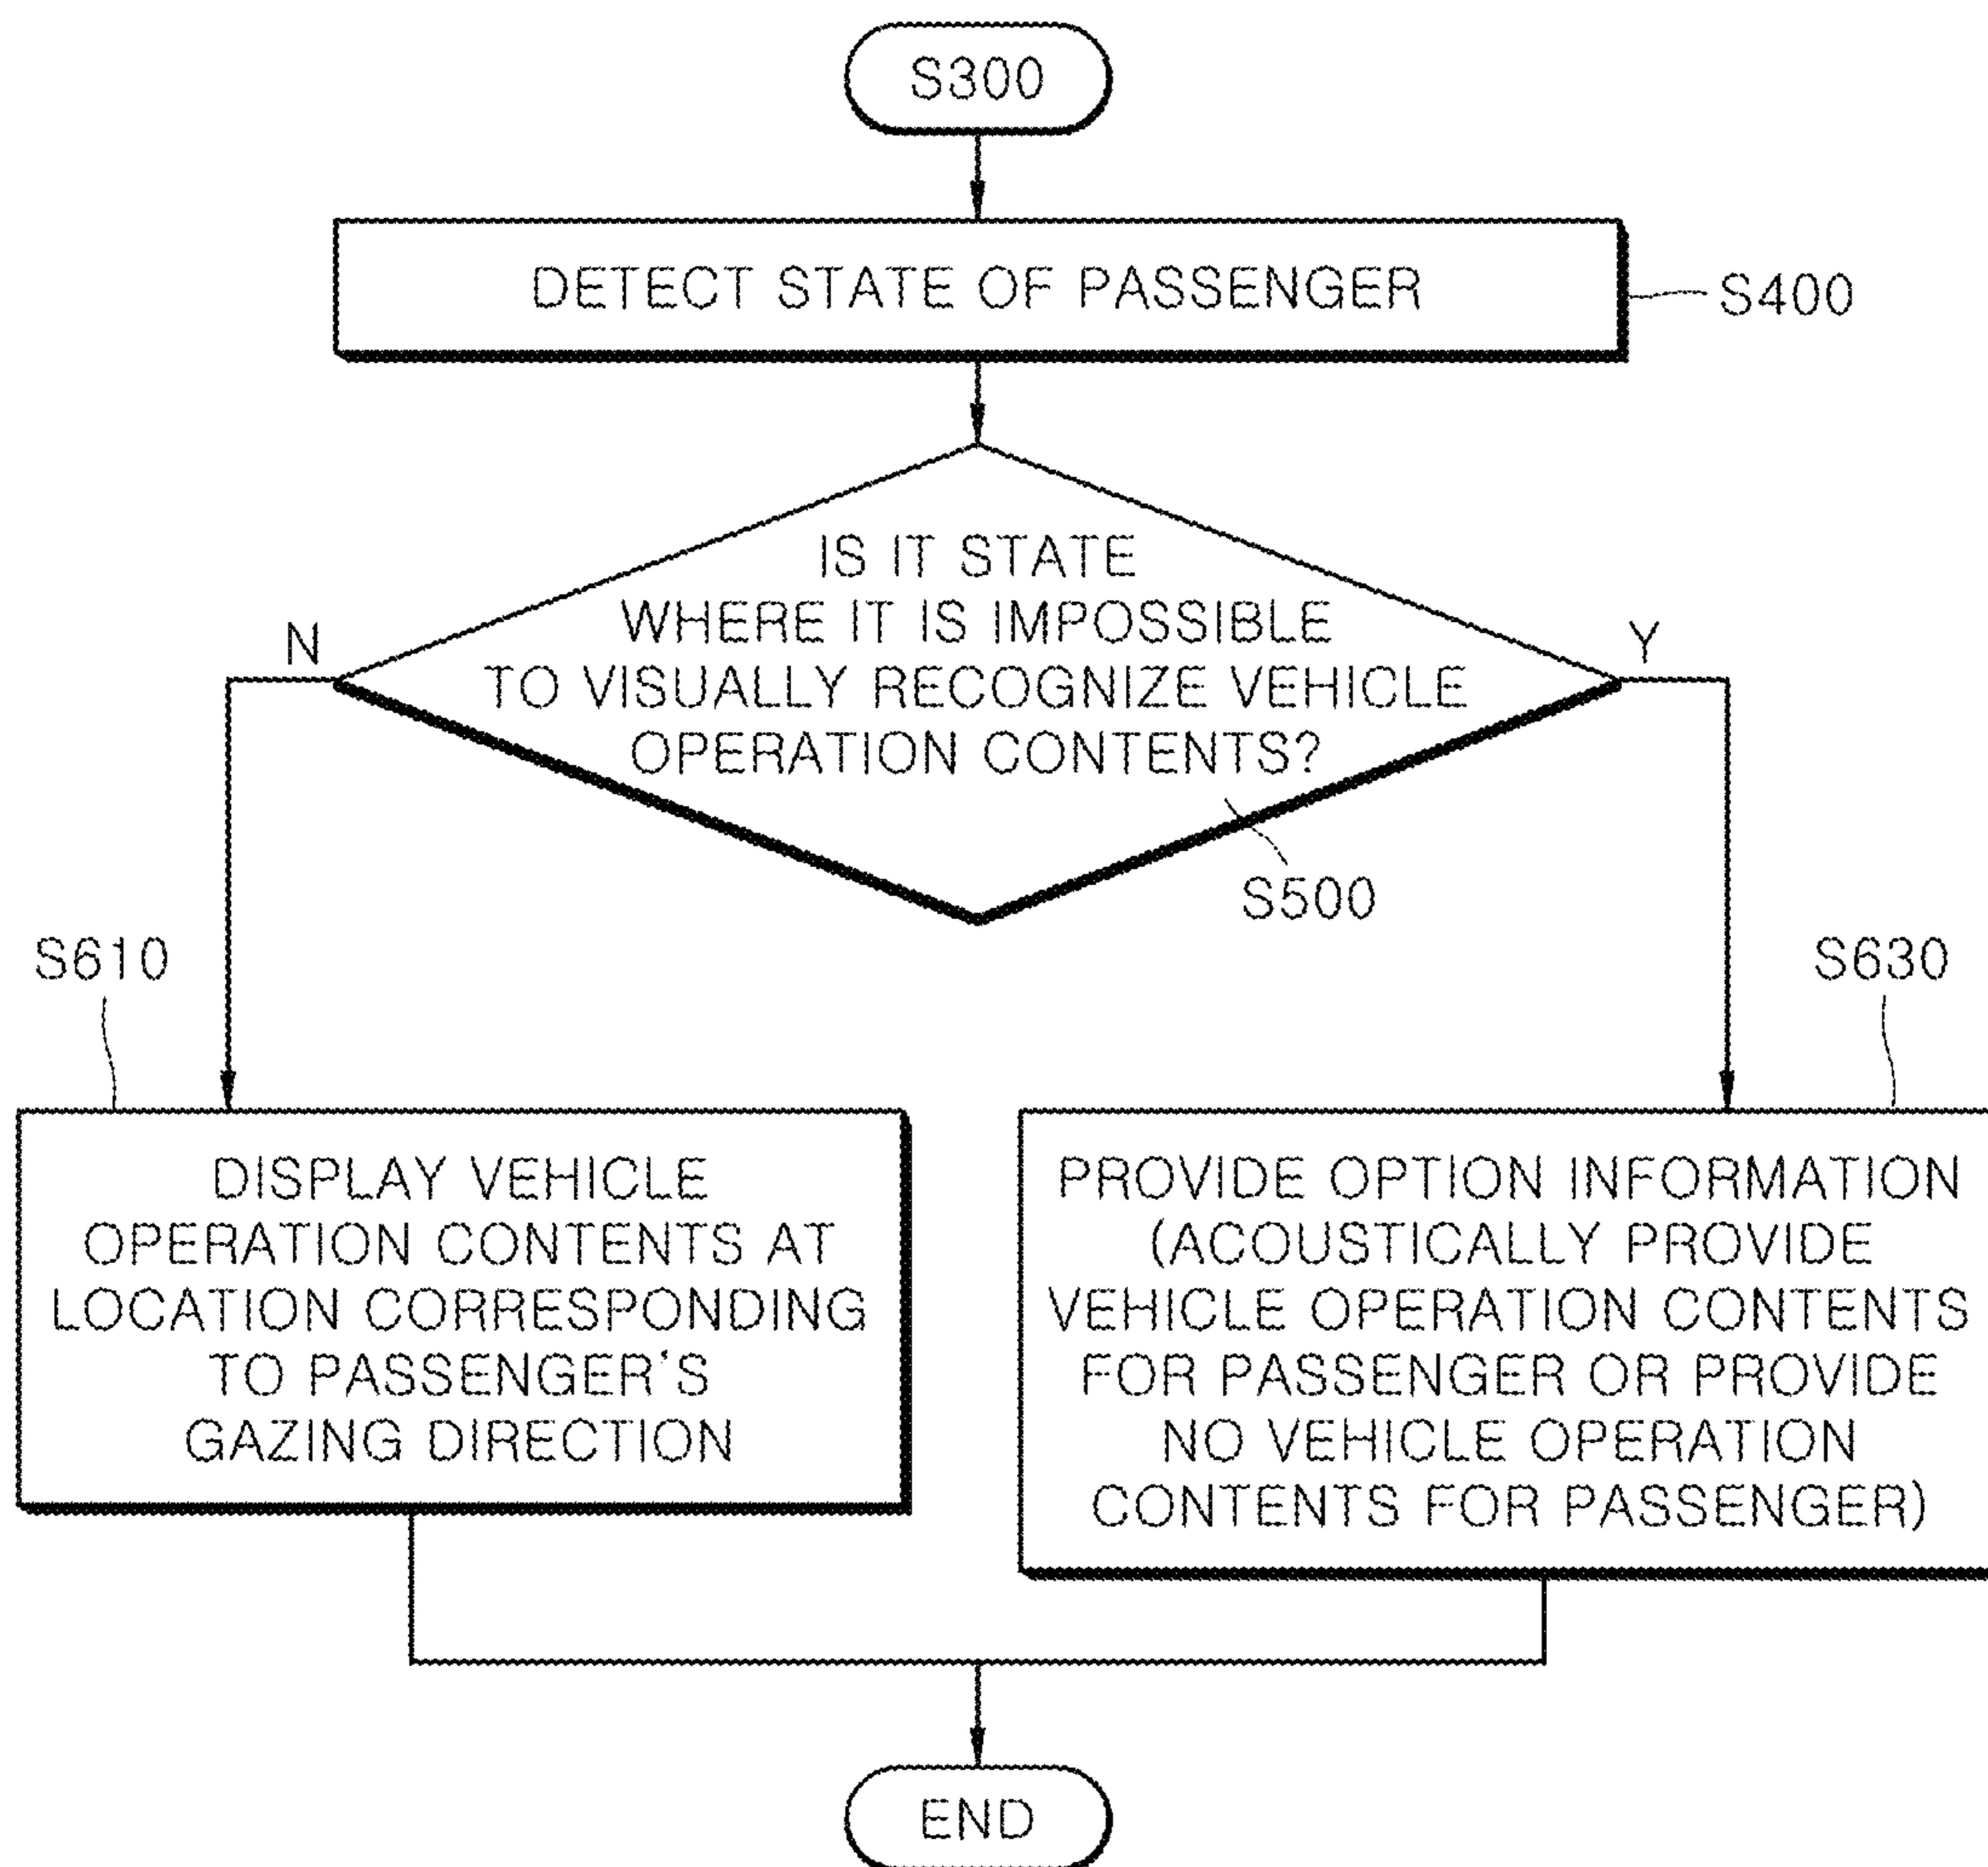 S300
DETECT STATE OF PASSENGER
S400
IS IT STATE
WHERE IT IS IMPOSSIBLE
TO VISUALLY RECOGNIZE VEHICLE
OPERATION CONTENTS?
N
Y
S500
S610
S630
DISPLAY VEHICLE
OPERATION CONTENTS AT
LOCATION CORRESPONDING
TO PASSENGER'S
GAZING DIRECTION
PROVIDE OPTION INFORMATION
(ACOUSTICALLY PROVIDE
VEHICLE OPERATION CONTENTS
FOR PASSENGER OR PROVIDE
NO VEHICLE OPERATION
CONTENTS FOR PASSENGER)
END